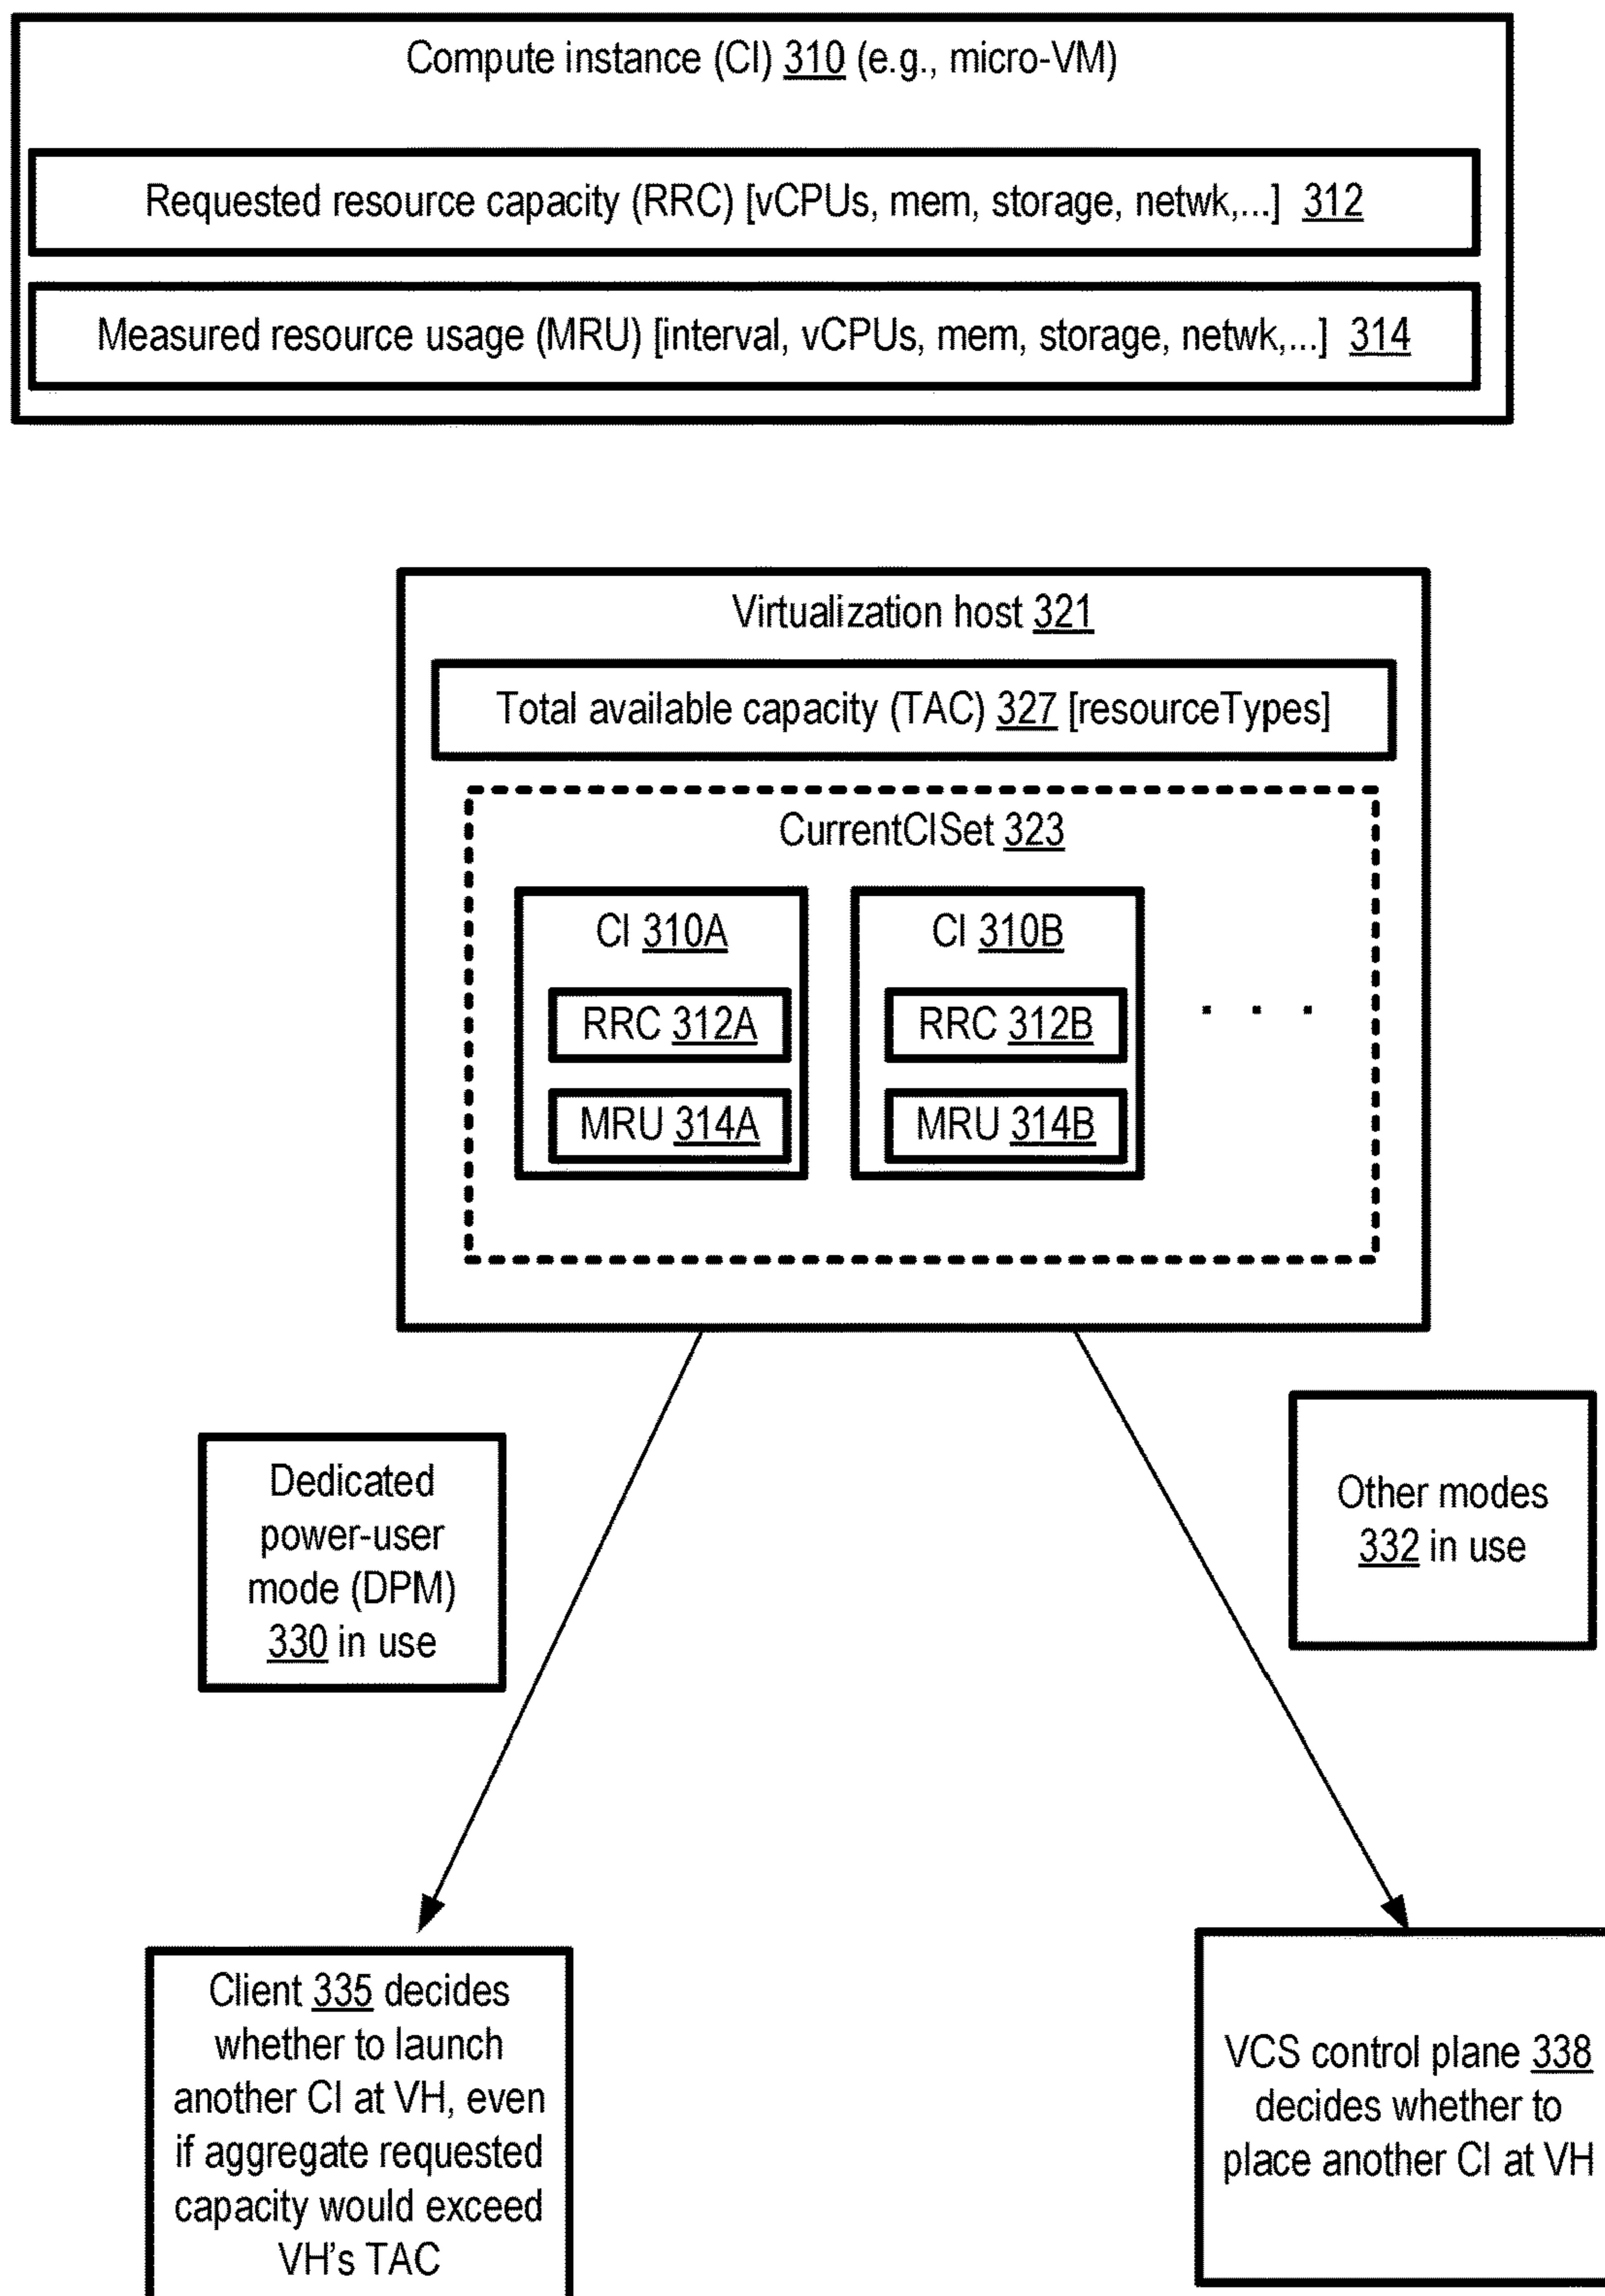 Compute instance (CI) 310 (e.g., micro-VM)
Requested resource capacity (RRC) [vCPUs, mem, storage, netwk,...] 312
Measured resource usage (MRU) [interval, vCPUs, mem, storage, netwk,...] 314
Virtualization host 321
Total available capacity (TAC) 327 [resourceTypes]
CurrentCISet 323
CI 310A
RRC 312A
MRU 314A
CI 310B
RRC 312B
MRU 314B
. . .
Dedicated
power-user
mode (DPM)
330 in use
Other modes
332 in use
Client 335 decides
whether to launch
another CI at VH, even
if aggregate requested
capacity would exceed
VH's TAC
VCS control plane 338
decides whether to
place another CI at VH